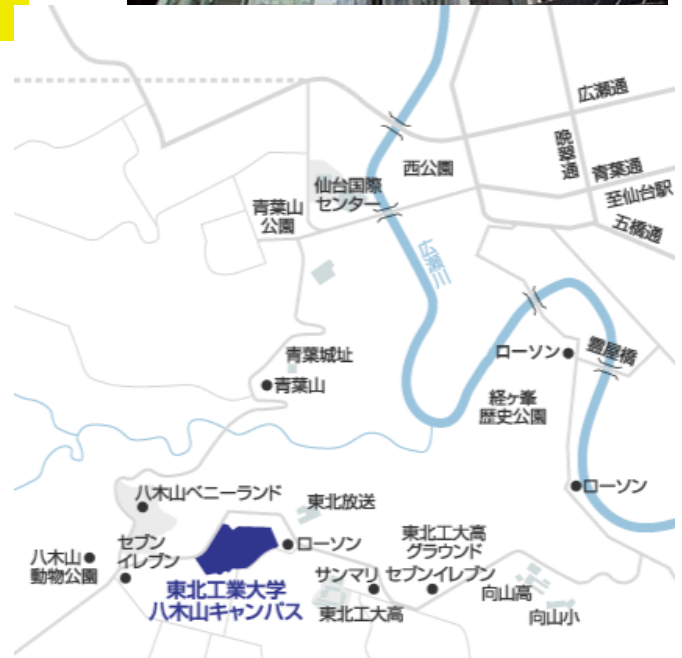 広瀬通
晩翠通
西公園
青葉通
仙台国際
センター
至仙台駅
青葉山
公園
五橋通
広瀬川
ローソン
霊屋橋
青葉城址
青葉山
経ヶ峯
歴史公園
八木山ベニーランド
ローソン
東北放送
東北工大高
グラウンド
セブン
イレブン
ローソン
八木山
動物公園
サンマリ
セブンイレブン
東北工業大学
八木山キャンパス
東北工大高
向山高
向山小